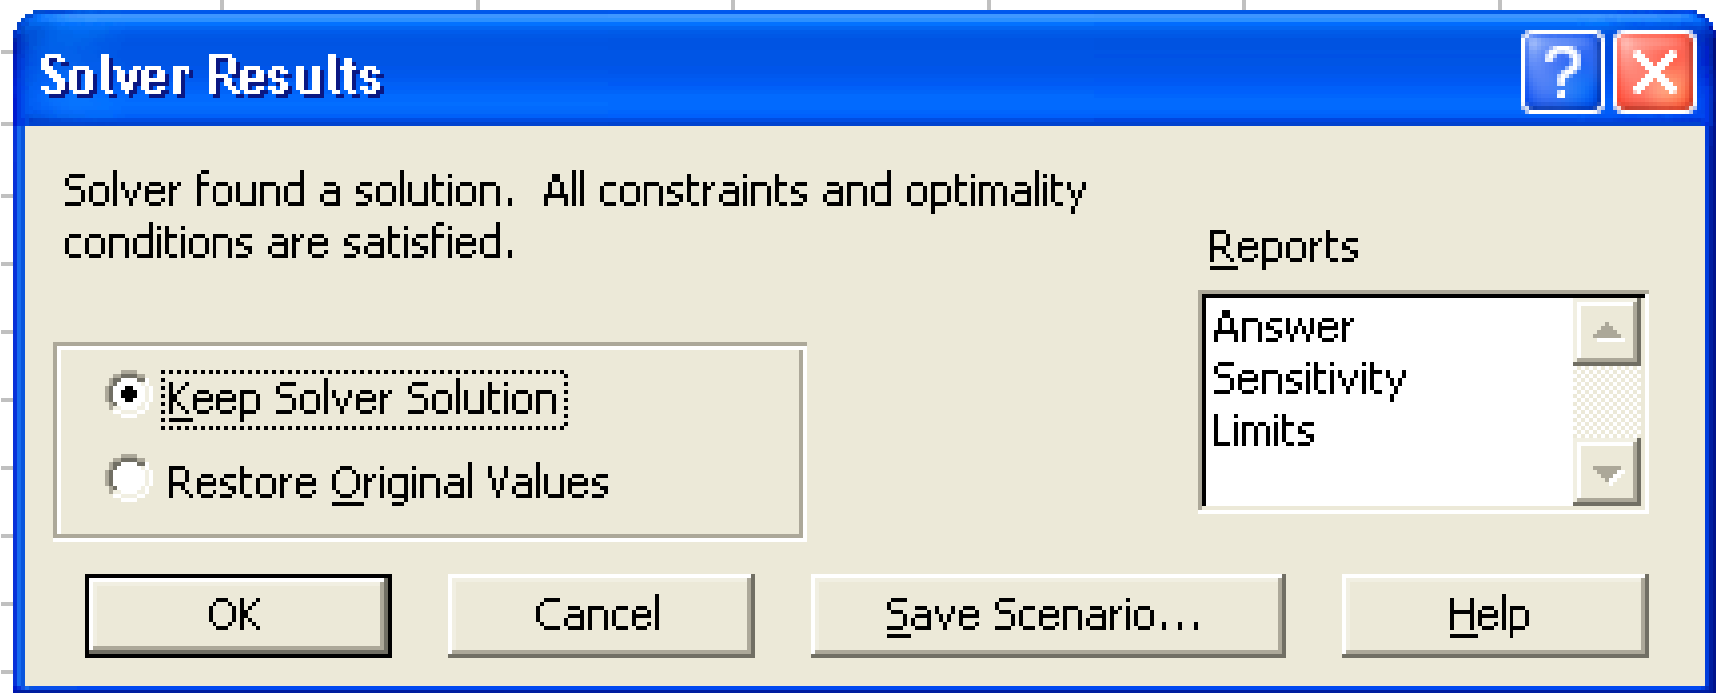 Solver Results
?
Solver found a solution.  All constraints and optimality
conditions are satisfied.
Reports
Answer
Sensitivity
Limits
Keep Solver Solution
Restore Original Values
OK
Cancel
Save Scenario...
Help